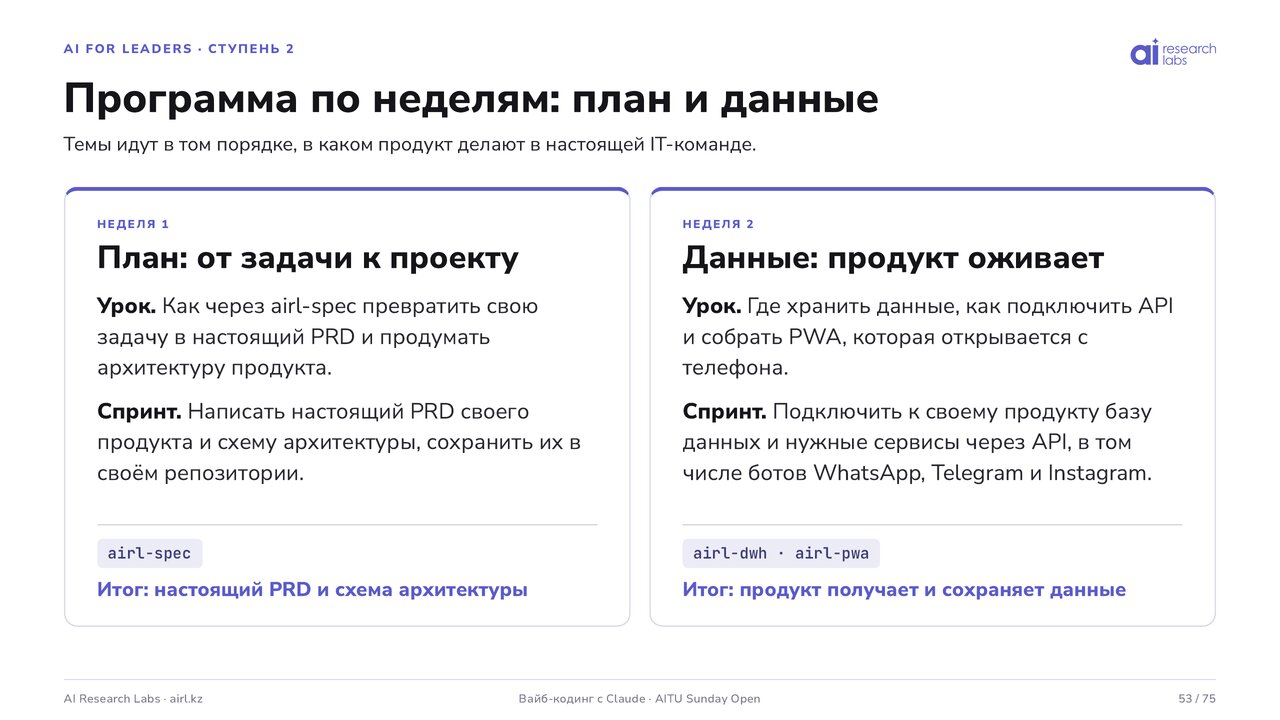 AI FOR LEADERS · СТУПЕНЬ 2
ai research labs
Программа по неделям: план и данные
Темы идут в том порядке, в каком продукт делают в настоящей IT-команде.
НЕДЕЛЯ 1
План: от задачи к проекту
Урок. Как через airl-spec превратить свою
задачу в настоящий PRD и продумать
архитектуру продукта.
Спринт. Написать настоящий PRD своего
продукта и схему архитектуры, сохранить их в
своём репозитории.
airl-spec
Итог: настоящий PRD и схема архитектуры
НЕДЕЛЯ 2
Данные: продукт оживает
Урок. Где хранить данные, как подключить API
и собрать PWA, которая открывается с
телефона.
Спринт. Подключить к своему продукту базу
данных и нужные сервисы через API, в том
числе ботов WhatsApp, Telegram и Instagram.
airl-dwh · airl-pwa
Итог: продукт получает и сохраняет данные
AI Research Labs · airl.kz
Вайб-кодинг с Claude · AITU Sunday Open
53 / 75